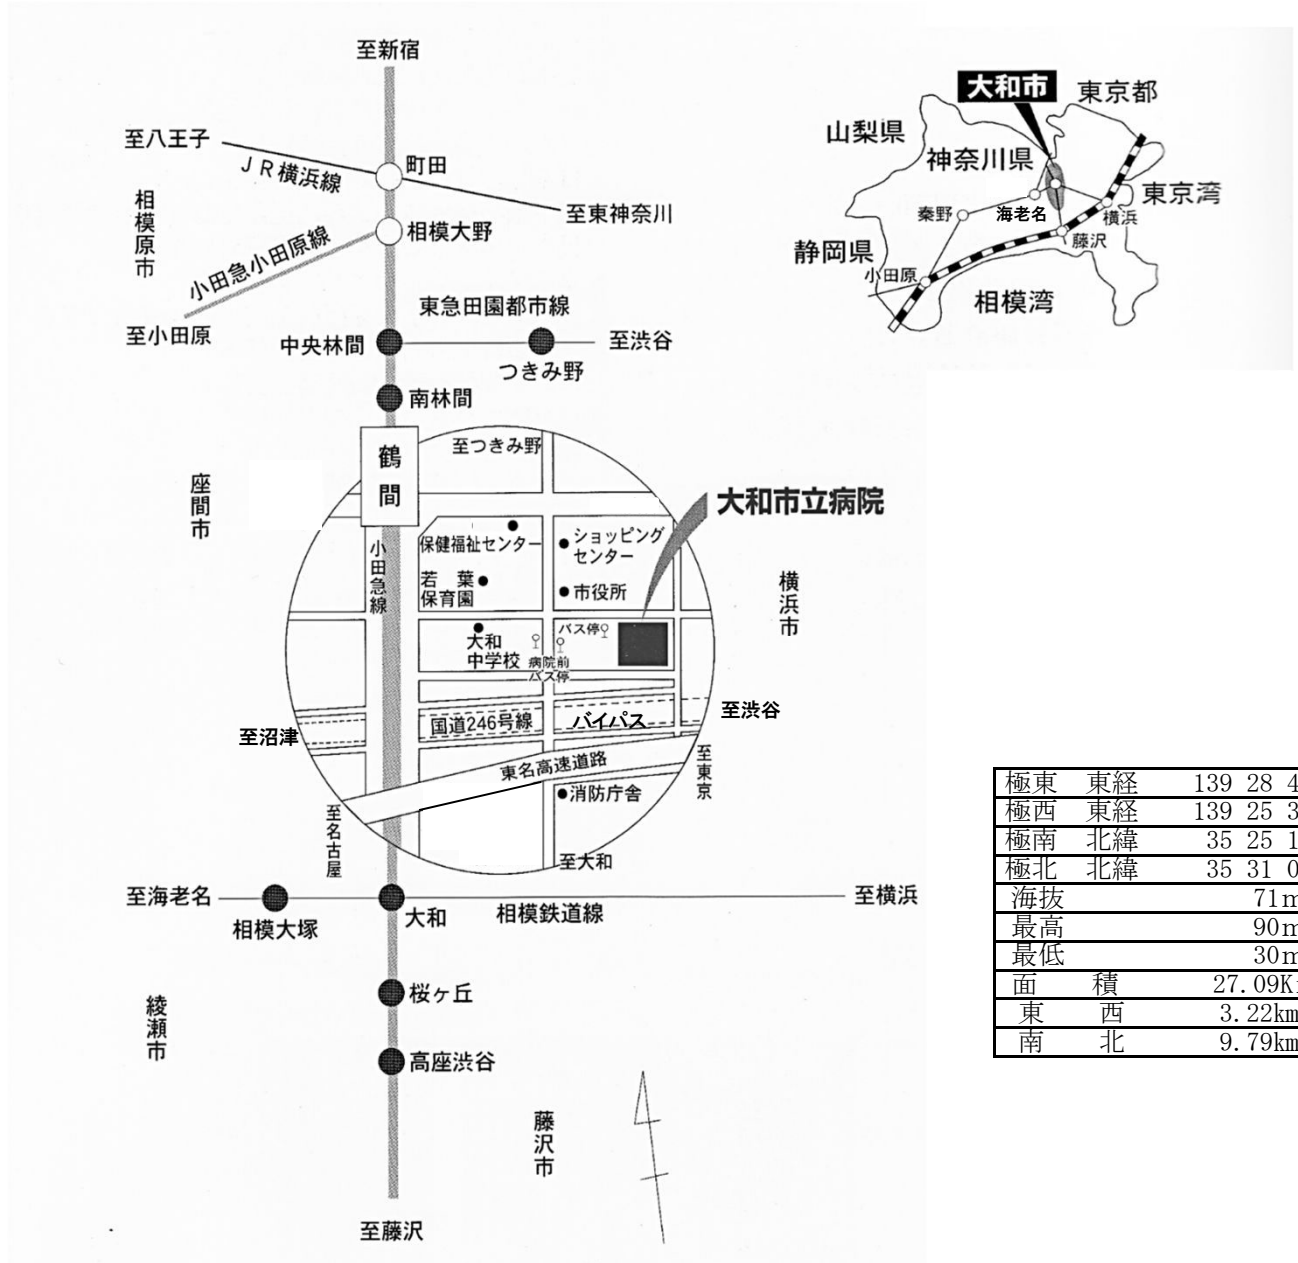 至新宿
至八王子
JR横浜線
町田
至東神奈川
相模原市
相模大野
小田急小田原線
至小田原
東急田園都市線
中央林間
至渋谷
つきみ野
南林間
大和市
東京都
山梨県
神奈川県
東京湾
秦野
海老名
横浜
藤沢
静岡県
小田原
相模湾
鶴間
至つきみ野
大和市立病院
座間市
小田急線
保健福祉センター
ショッピング
センター
若 葉
保育園
市役所
横浜市
バス停
大和
中学校
病院前
バス停
至渋谷
国道246号線
バイパス
至沼津
東名高速道路
至東京
消防庁舎
至名古屋
至大和
至海老名
相模大塚
大和
相模鉄道線
至横浜
桜ヶ丘
綾瀬市
高座渋谷
藤沢市
至藤沢
極東 東経 139 28 4
極西 東経 139 25 3
極南 北緯 35 25 1
極北 北緯 35 31 0
海抜 71m
最高 90m
最低 30m
面 積 27.09K
東 西 3.22km
南 北 9.79km